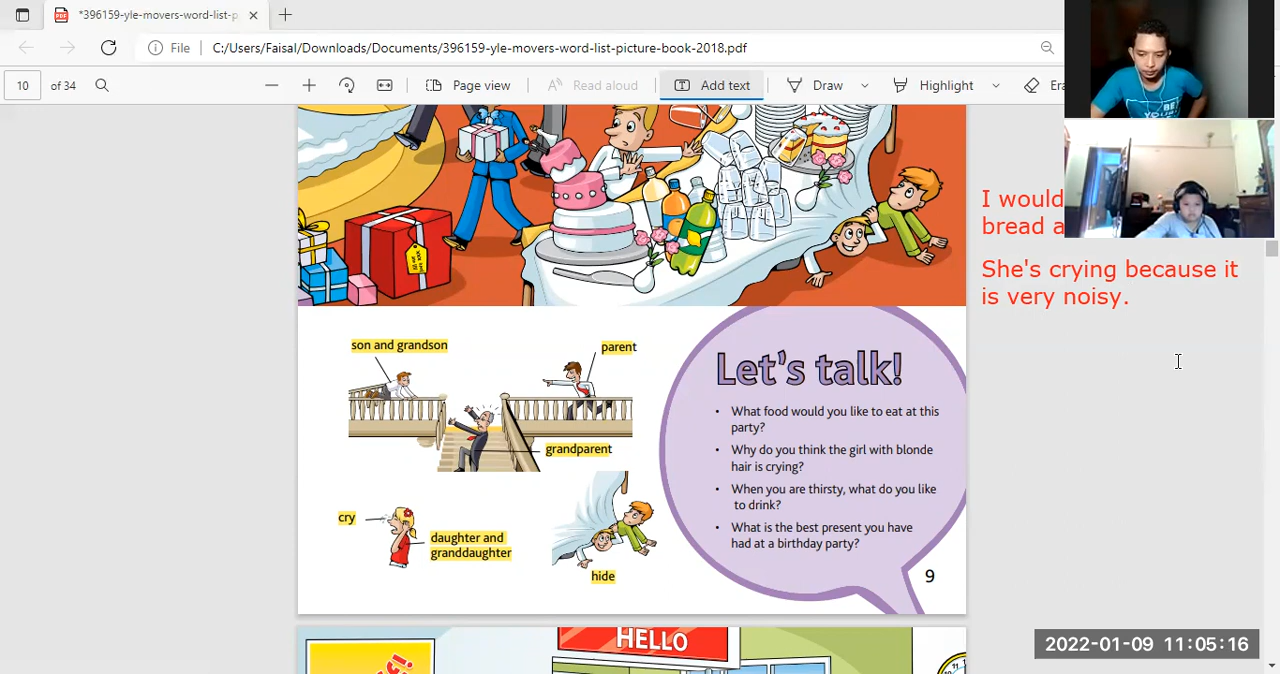 *396159-yle-movers-word-list-p
File
C:/Users/Faisal/Downloads/Documents/396159-yle-movers-word-list-picture-book-2018.pdf
10
of 34
Page view
Read aloud
Add text
Draw
Highlight
Era
I would
bread a
She's crying because it
is very noisy.
son and grandson
parent
grandparent
cry
daughter and
granddaughter
hide
Let's talk!
• What food would you like to eat at this
party?
• Why do you think the girl with blonde
hair is crying?
• When you are thirsty, what do you like
to drink?
• What is the best present you have
had at a birthday party?
9
HELLO
2022-01-09 11:05:16